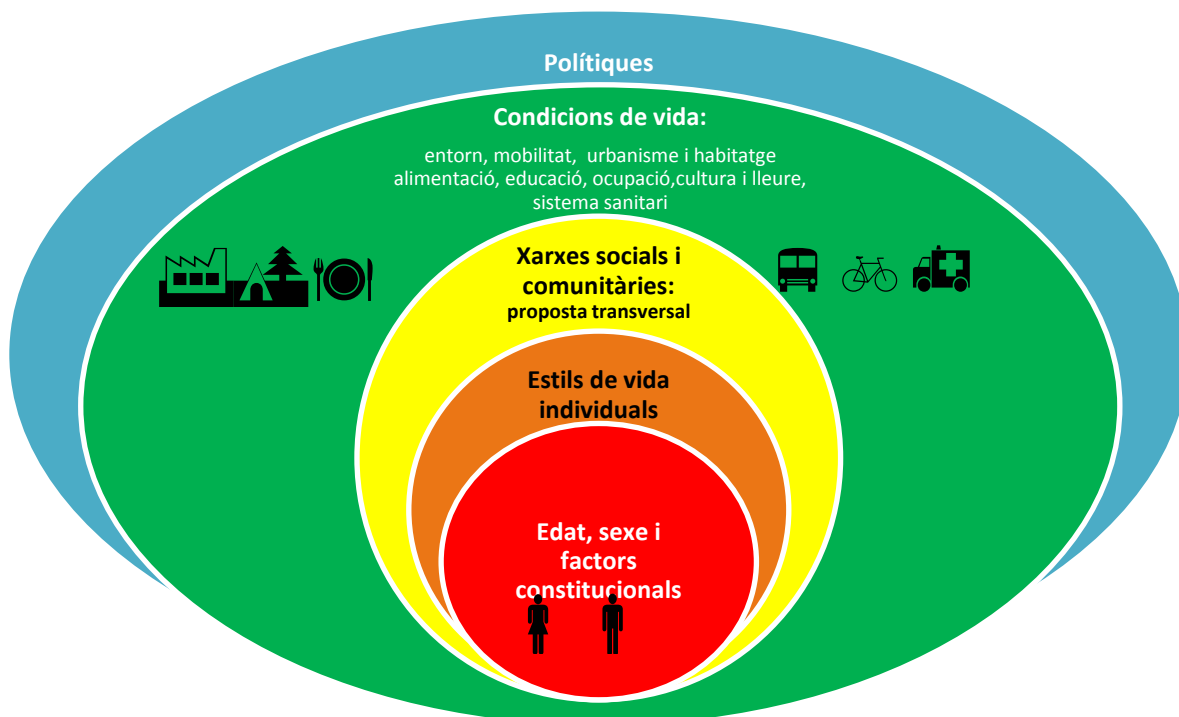 Polítiques
Condicions de vida:
entorn, mobilitat, urbanisme i habitatge
alimentació, educació, ocupació,cultura i lleure,
sistema sanitari
Xarxes socials i
comunitàries:
proposta transversal
Estils de vida
individuals
Edat, sexe i
factors
constitucionals